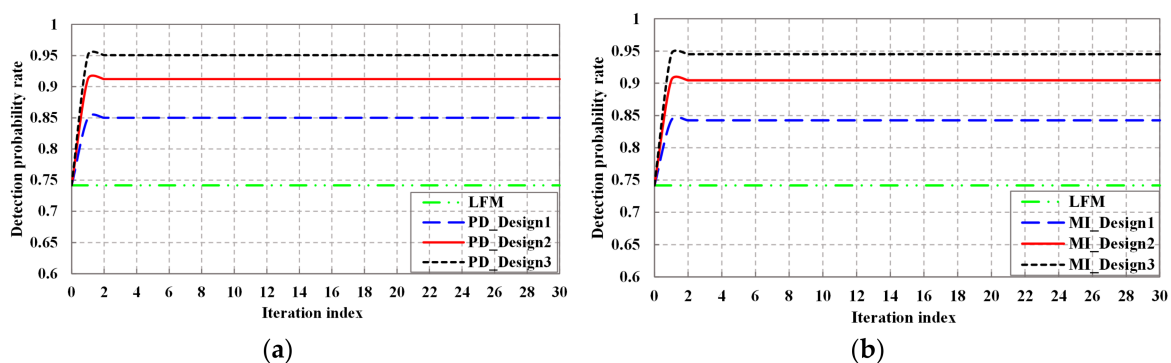 Detection probability rate
1
0.95
0.9
0.85
0.8
0.75
0.7
0.65
0.6
LFM
PD_Design1
PD_Design2
PD_Design3
0 2 4 6 8 10 12 14 16 18 20 22 24 26 28 30
Iteration index
(a)
Detection probability rate
1
0.95
0.9
0.85
0.8
0.75
0.7
0.65
0.6
LFM
MI_Design1
MI_Design2
MI_Design3
0 2 4 6 8 10 12 14 16 18 20 22 24 26 28 30
Iteration index
(b)